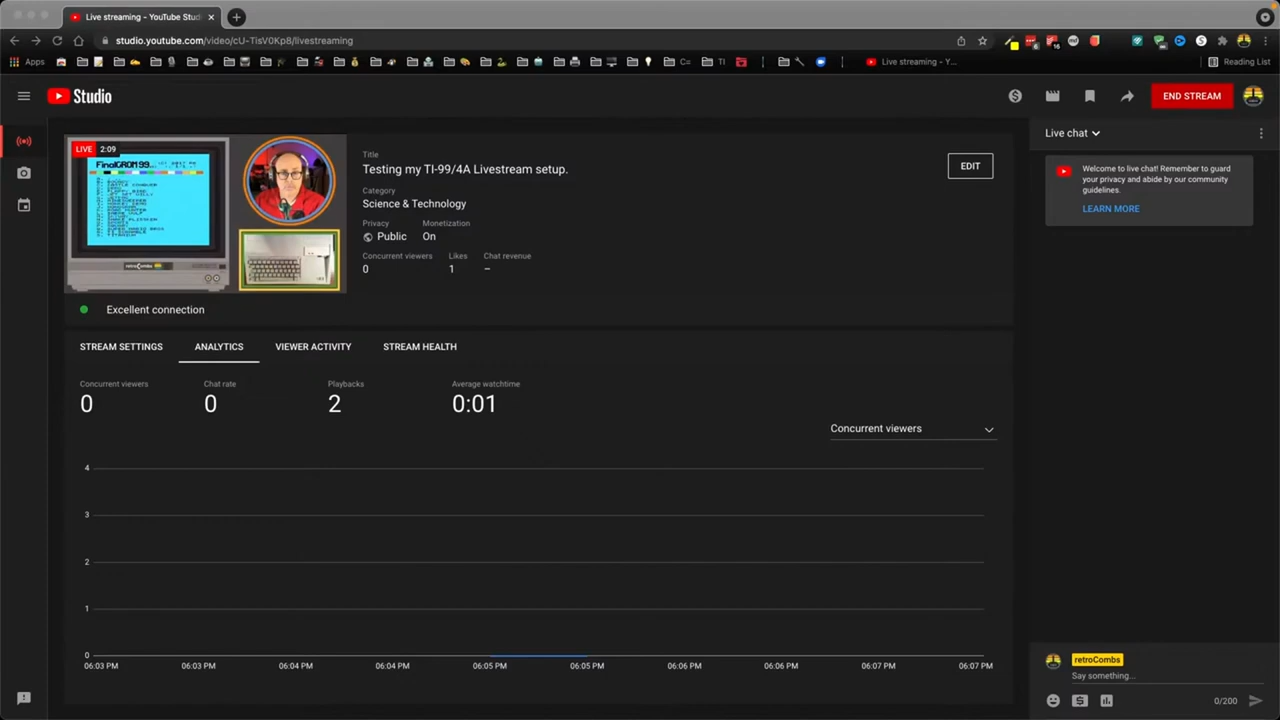 Live streaming - YouTube Stud
studio.youtube.com/video/cU-TisV0Kp8/livestreaming
Apps
C=
TI
Live streaming - Y...
Reading List
Studio
END STREAM
LIVE 2:09
FinalGROM 99
retroCombs
Title
Testing my TI-99/4A Livestream setup.
Category
Science & Technology
Privacy Monetization
Public On
Concurrent viewers Likes Chat revenue
0 1 –
EDIT
Excellent connection
STREAM SETTINGS ANALYTICS VIEWER ACTIVITY STREAM HEALTH
Concurrent viewers Chat rate Playbacks Average watchtime
0 0 2 0:01
Concurrent viewers
4
3
2
1
0
06:03 PM 06:03 PM 06:04 PM 06:04 PM 06:05 PM 06:05 PM 06:06 PM 06:06 PM 06:07 PM 06:07 PM
Live chat
Welcome to live chat! Remember to guard
your privacy and abide by our community
guidelines.
LEARN MORE
retroCombs
Say something...
0/200